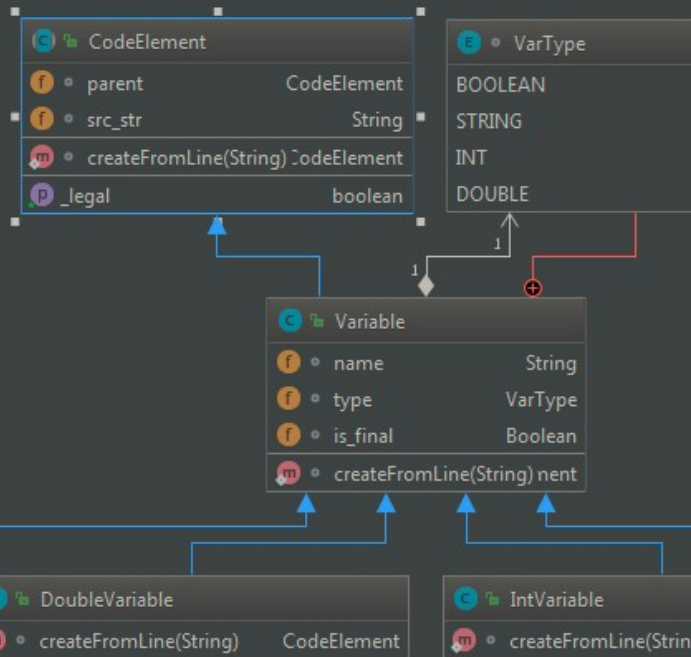 CodeElement
parent CodeElement
src_str String
createFromLine(String) CodeElement
_legal boolean
VarType
BOOLEAN
STRING
INT
DOUBLE
1
1
Variable
name String
type VarType
is_final Boolean
createFromLine(String) nent
DoubleVariable
createFromLine(String) CodeElement
IntVariable
createFromLine(Strin